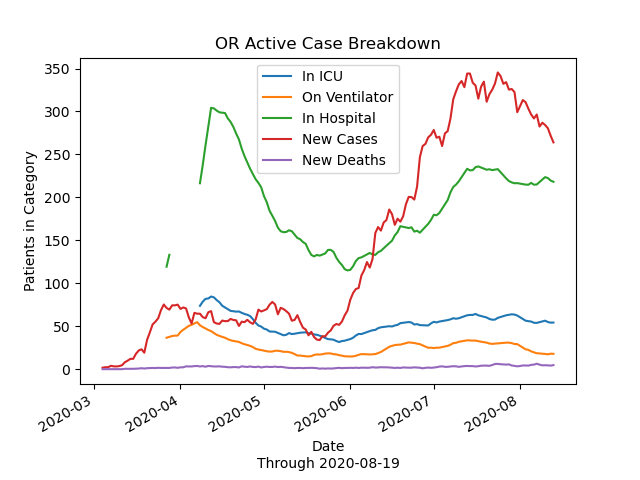 OR Active Case Breakdown
In ICU
On Ventilator
In Hospital
New Cases
New Deaths
350
300
250
200
150
100
50
0
Patients in Category
2020-03
2020-04
2020-05
2020-06
2020-07
2020-08
Date
Through 2020-08-19